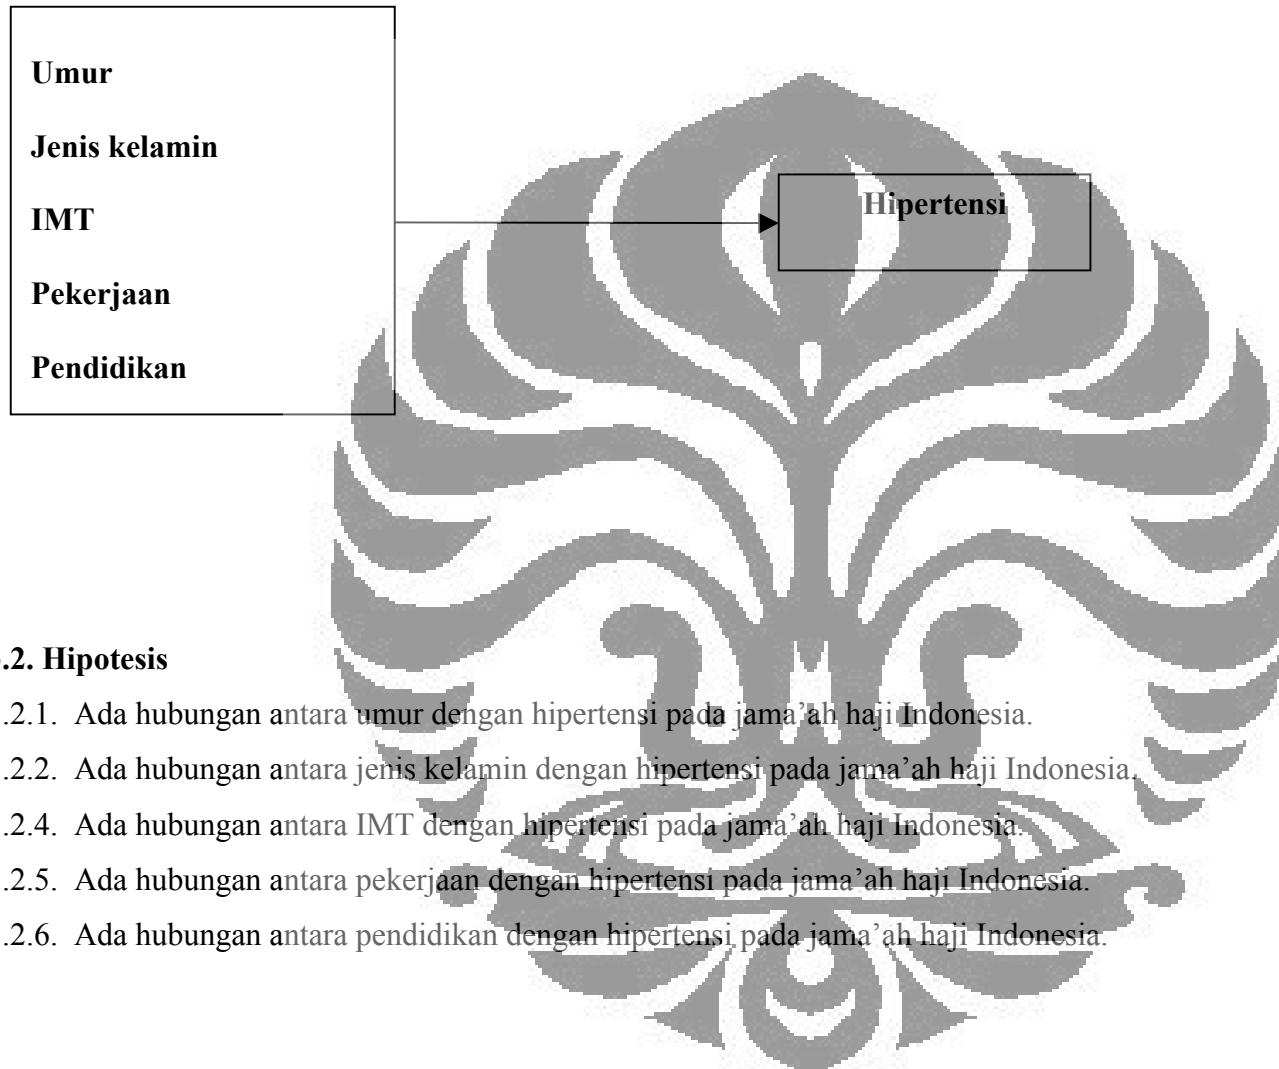 Umur
Jenis kelamin
IMT
Pekerjaan
Pendidikan
Hipertensi
.2. Hipotesis
.2.1. Ada hubungan antara umur dengan hipertensi pada jama’ah haji Indonesia.
.2.2. Ada hubungan antara jenis kelamin dengan hipertensi pada jama’ah haji Indonesia.
.2.4. Ada hubungan antara IMT dengan hipertensi pada jama’ah haji Indonesia.
.2.5. Ada hubungan antara pekerjaan dengan hipertensi pada jama’ah haji Indonesia.
.2.6. Ada hubungan antara pendidikan dengan hipertensi pada jama’ah haji Indonesia.